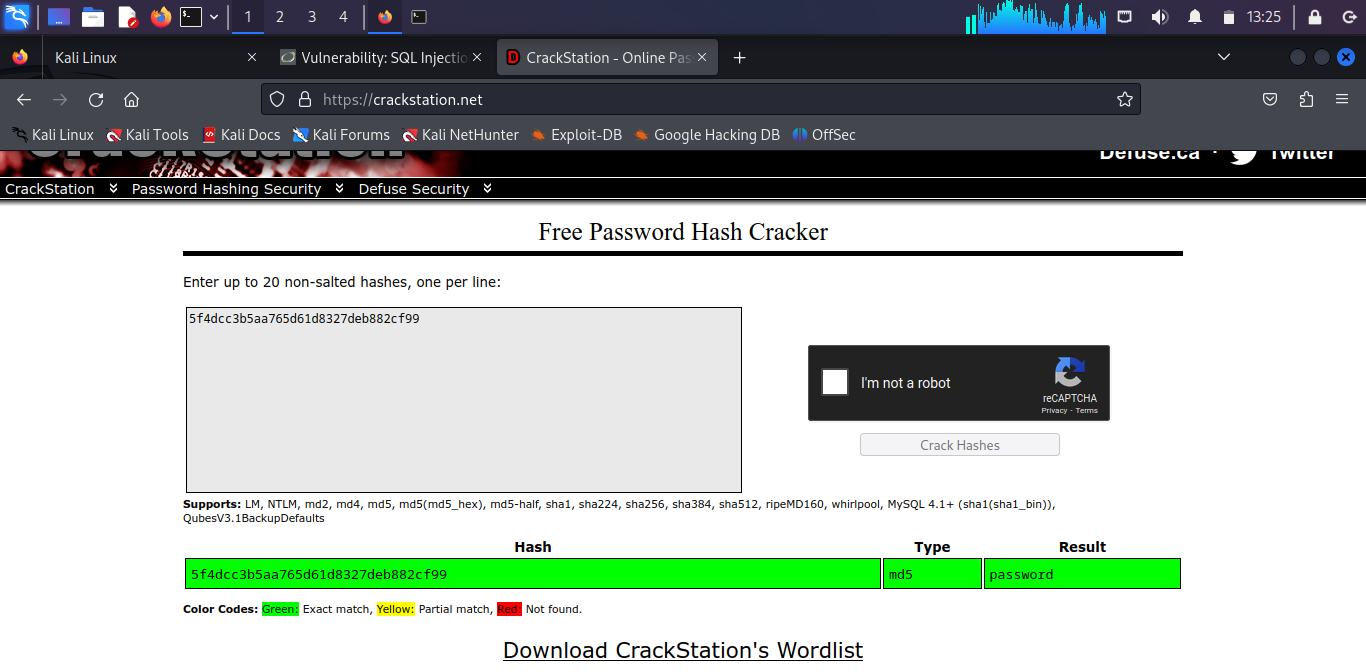 1 2 3 4 13:25
Kali Linux Vulnerability: SQL Injectio CrackStation - Online Pas
https://crackstation.net
Kali Linux Kali Tools Kali Docs Kali Forums Kali NetHunter Exploit-DB Google Hacking DB OffSec
CrackStation Defuse.ca · Twitter
CrackStation Password Hashing Security Defuse Security
Free Password Hash Cracker
Enter up to 20 non-salted hashes, one per line:
5f4dcc3b5aa765d61d8327deb882cf99
I'm not a robot
reCAPTCHA
Privacy - Terms
Crack Hashes
Supports: LM, NTLM, md2, md4, md5, md5(md5_hex), md5-half, sha1, sha224, sha256, sha384, sha512, ripeMD160, whirlpool, MySQL 4.1+ (sha1(sha1_bin)),
QubesV3.1BackupDefaults
Hash Type Result
5f4dcc3b5aa765d61d8327deb882cf99 md5 password
Color Codes: Green: Exact match, Yellow: Partial match, Red: Not found.
Download CrackStation's Wordlist